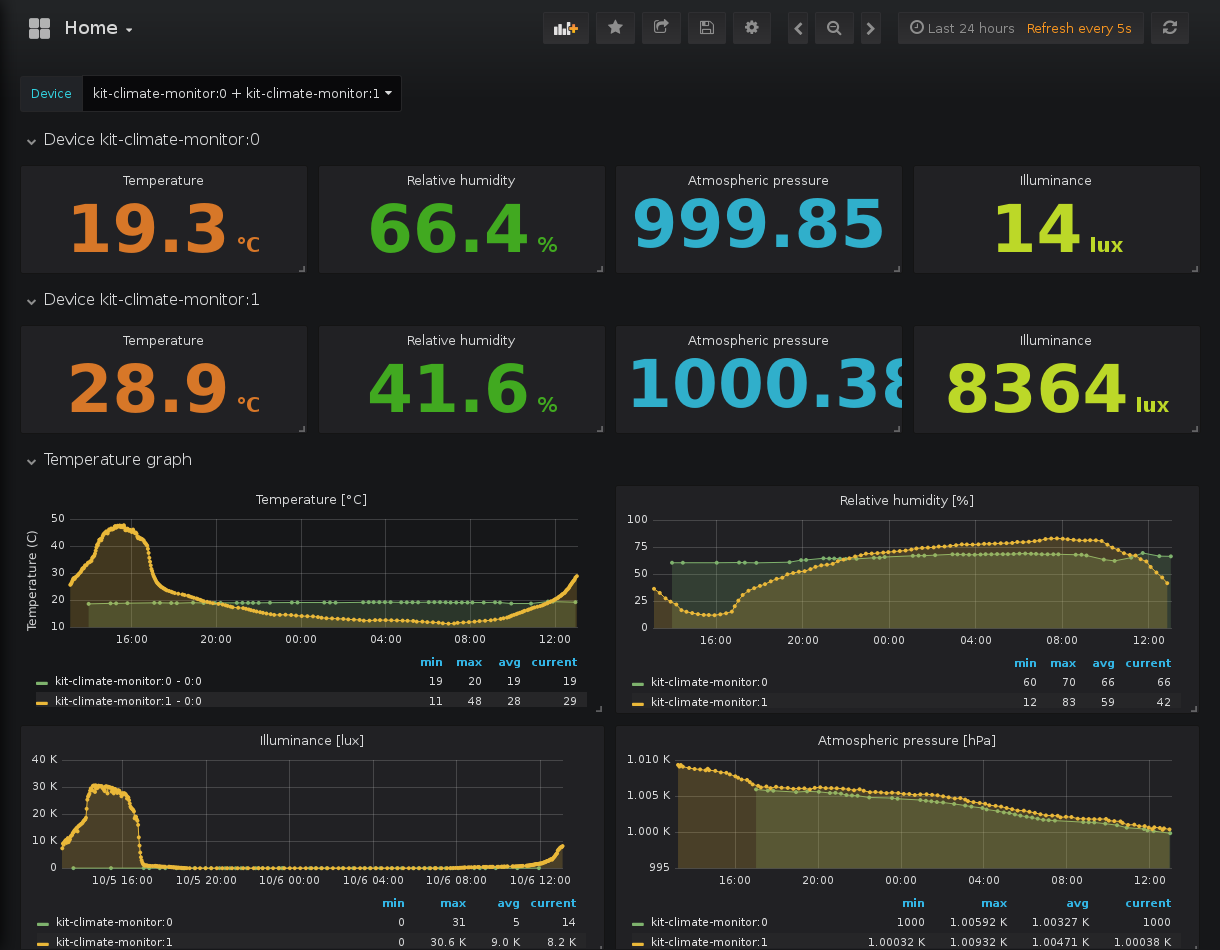 Home
Last 24 hours Refresh every 5s
Device kit-climate-monitor:0 + kit-climate-monitor:1
Device kit-climate-monitor:0
Temperature Relative humidity Atmospheric pressure Illuminance
19.3 °C 66.4 % 999.85 14 lux
Device kit-climate-monitor:1
Temperature Relative humidity Atmospheric pressure Illuminance
28.9 °C 41.6 % 1000.38 8364 lux
Temperature graph
Temperature [°C]
Temperature (C)
50
40
30
20
10
16:00 20:00 00:00 04:00 08:00 12:00
min max avg current
kit-climate-monitor:0 - 0:0 19 20 19 19
kit-climate-monitor:1 - 0:0 11 48 28 29
Relative humidity [%]
100
75
50
25
0
16:00 20:00 00:00 04:00 08:00 12:00
min max avg current
kit-climate-monitor:0 60 70 66 66
kit-climate-monitor:1 12 83 59 42
Illuminance [lux]
40 K
30 K
20 K
10 K
0
10/5 16:00 10/5 20:00 10/6 00:00 10/6 04:00 10/6 08:00 10/6 12:00
min max avg current
kit-climate-monitor:0 0 31 5 14
kit-climate-monitor:1 0 30.6 K 9.0 K 8.2 K
Atmospheric pressure [hPa]
1.010 K
1.005 K
1.000 K
995
16:00 20:00 00:00 04:00 08:00 12:00
min max avg current
kit-climate-monitor:0 1000 1.00592 K 1.00327 K 1000
kit-climate-monitor:1 1.00032 K 1.00932 K 1.00471 K 1.00038 K